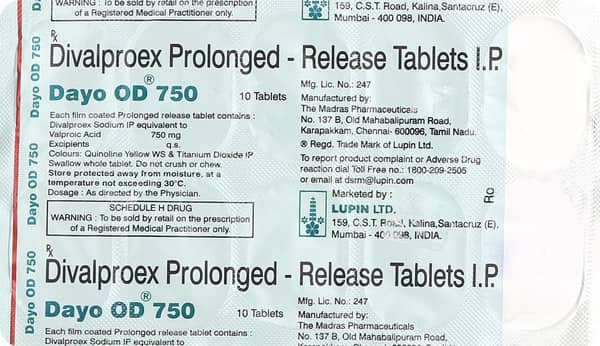 WARNING : To be sold by retail on the prescription
of a Registered Medical Practitioner only.
159, C.S.T. Road, Kalina,Santacruz (E),
Mumbai - 400 098, INDIA.
Rx
Divalproex Prolonged - Release Tablets I.P.
Dayo OD® 750
10 Tablets
Each film coated Prolonged release tablet contains :
Divalproex Sodium IP equivalent to
Valproic Acid 750 mg
Excipients q.s.
Colours: Quinoline Yellow WS & Titanium Dioxide IP
Swallow whole tablet. Do not crush or chew.
Store protected away from moisture, at a
temperature not exceeding 30°C.
Dosage : As directed by the Physician.
SCHEDULE H DRUG
WARNING : To be sold by retail on the prescription
of a Registered Medical Practitioner only.
Mfg. Lic. No.: 247
Manufactured by:
The Madras Pharmaceuticals
No. 137 B, Old Mahabalipuram Road,
Karapakkam, Chennai- 600096, Tamil Nadu.
® Regd. Trade Mark of Lupin Ltd.
To report product complaint or Adverse Drug
reaction dial Toll Free no.: 1800-209-2505
or email at dsrm@lupin.com
Marketed by :
LUPIN LTD.
159, C.S.T. Road, Kalina,Santacruz (E),
Mumbai - 400 098, INDIA.
Ro
Dayo OD 750
Dayo OD 750
Dayo OD 750
Rx
Divalproex Prolonged - Release Tablets I.P.
Dayo OD® 750
10 Tablets
Each film coated Prolonged release tablet contains :
Divalproex Sodium IP equivalent to
Mfg. Lic. No.: 247
Manufactured by:
The Madras Pharmaceuticals
No. 137 B, Old Mahabalipuram Road,